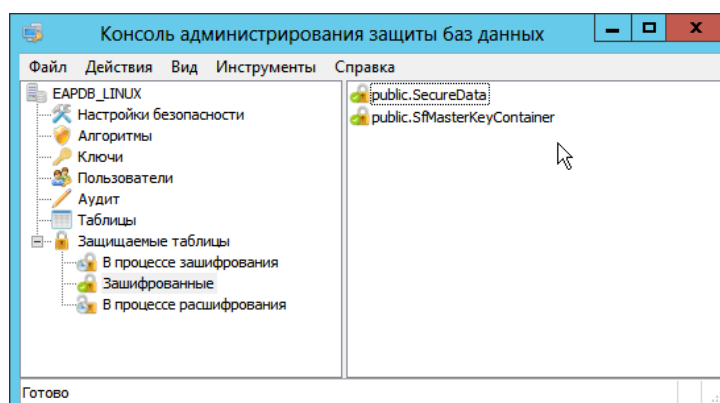 Консоль администрирования защиты баз данных
Файл Действия Вид Инструменты Справка
EAPDB_LINUX
Настройки безопасности
Алгоритмы
Ключи
Пользователи
Аудит
Таблицы
Защищаемые таблицы
В процессе зашифрования
Зашифрованные
В процессе расшифрования
public.SecureData
public.SfMasterKeyContainer
Готово